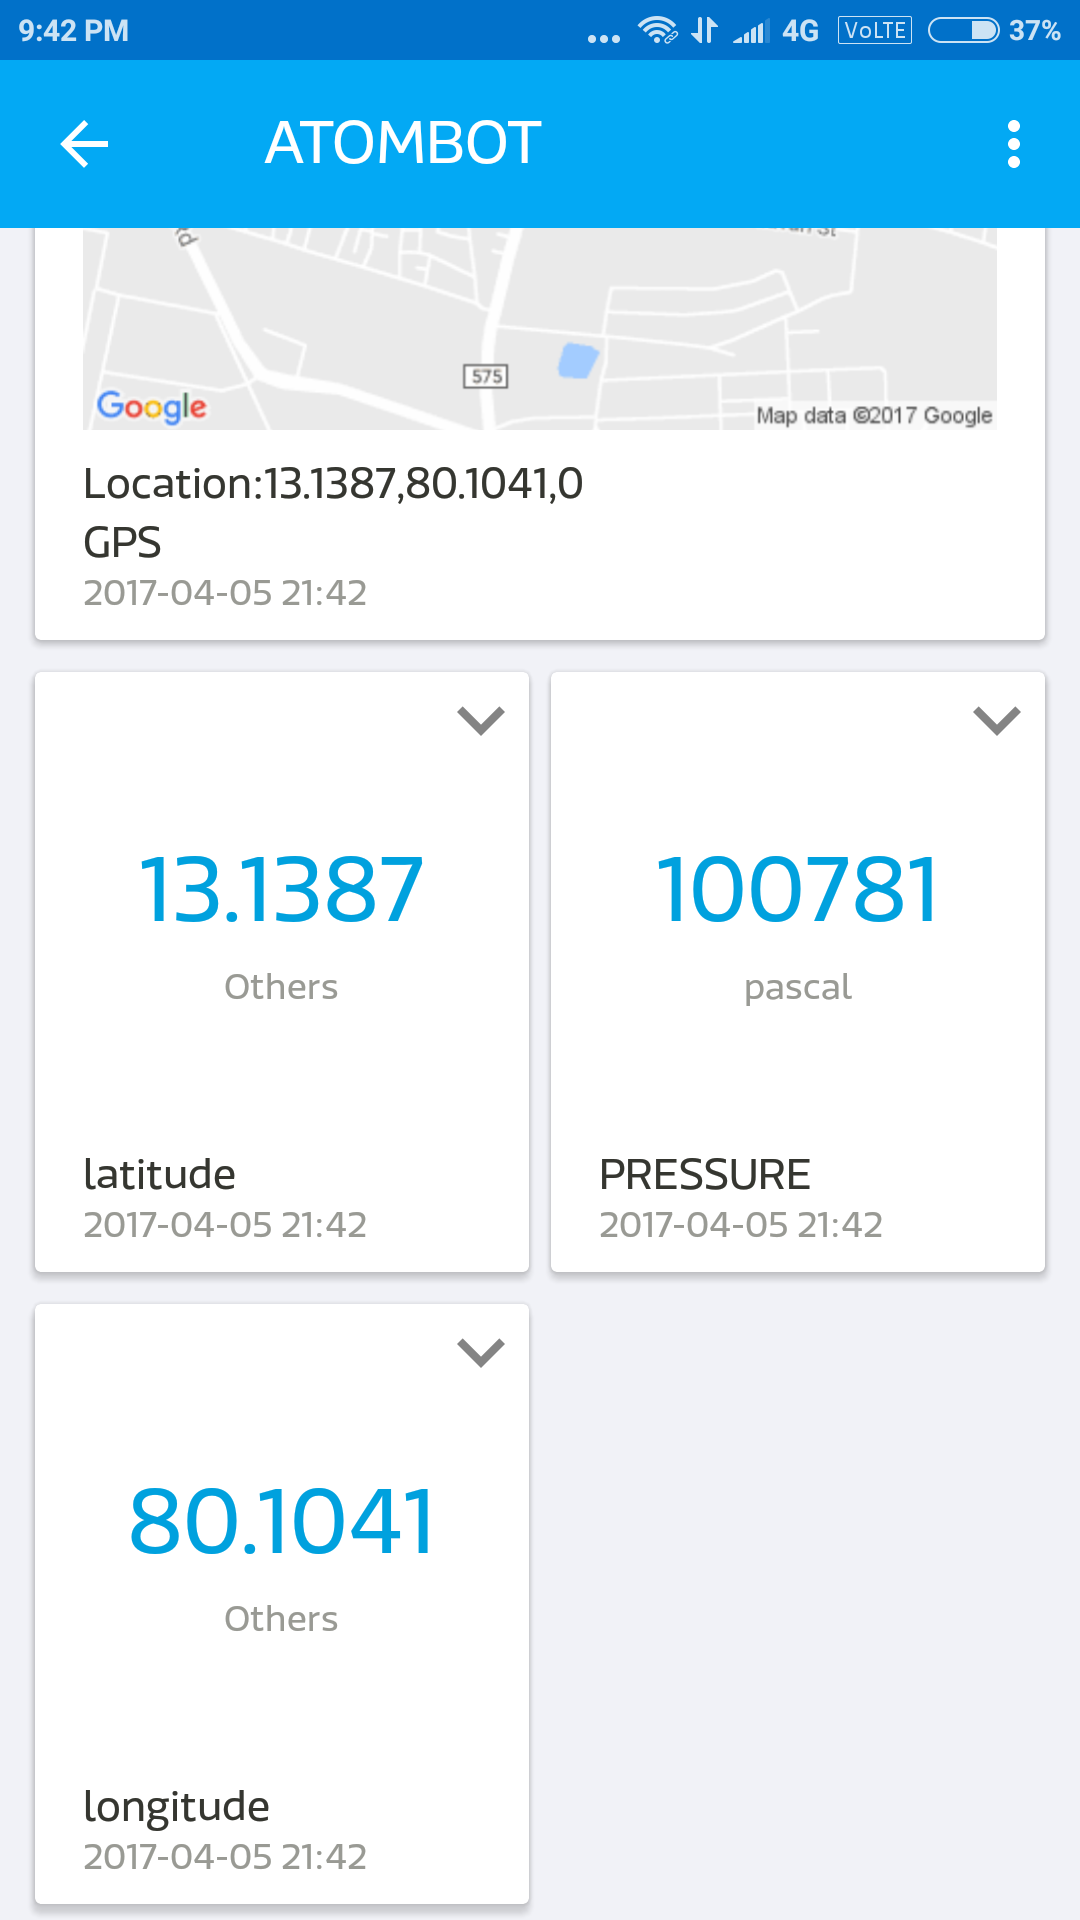 9:42 PM ... 4G VoLTE 37%
ATOMBOT
575
Google
Map data ©2017 Google
Location:13.1387,80.1041,0
GPS
2017-04-05 21:42
13.1387
Others
latitude
2017-04-05 21:42
100781
pascal
PRESSURE
2017-04-05 21:42
80.1041
Others
longitude
2017-04-05 21:42